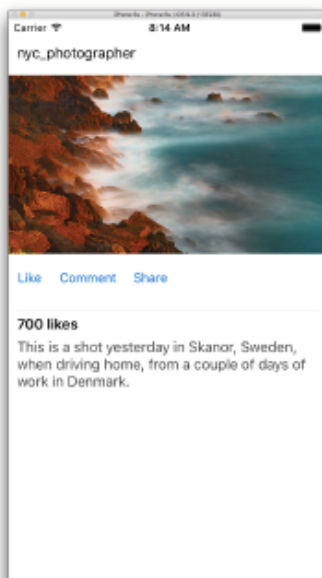 Carrier
8:14 AM
nyc_photographer
Like Comment Share
700 likes
This is a shot yesterday in Skanor, Sweden,
when driving home, from a couple of days of
work in Denmark.